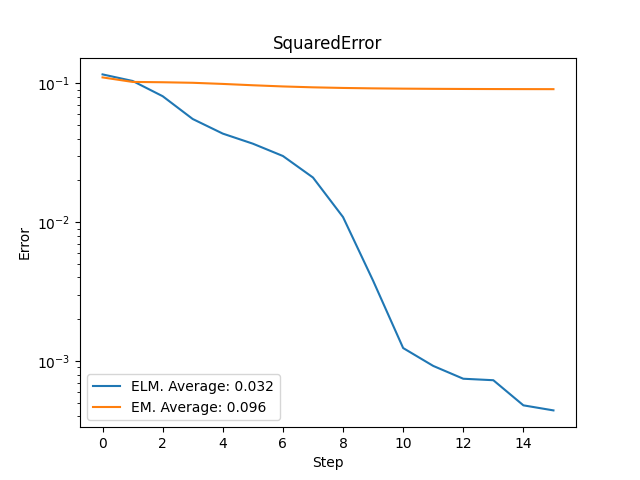 SquaredError
10⁻¹
10⁻²
10⁻³
Error
ELM. Average: 0.032
EM. Average: 0.096
0 2 4 6 8 10 12 14
Step